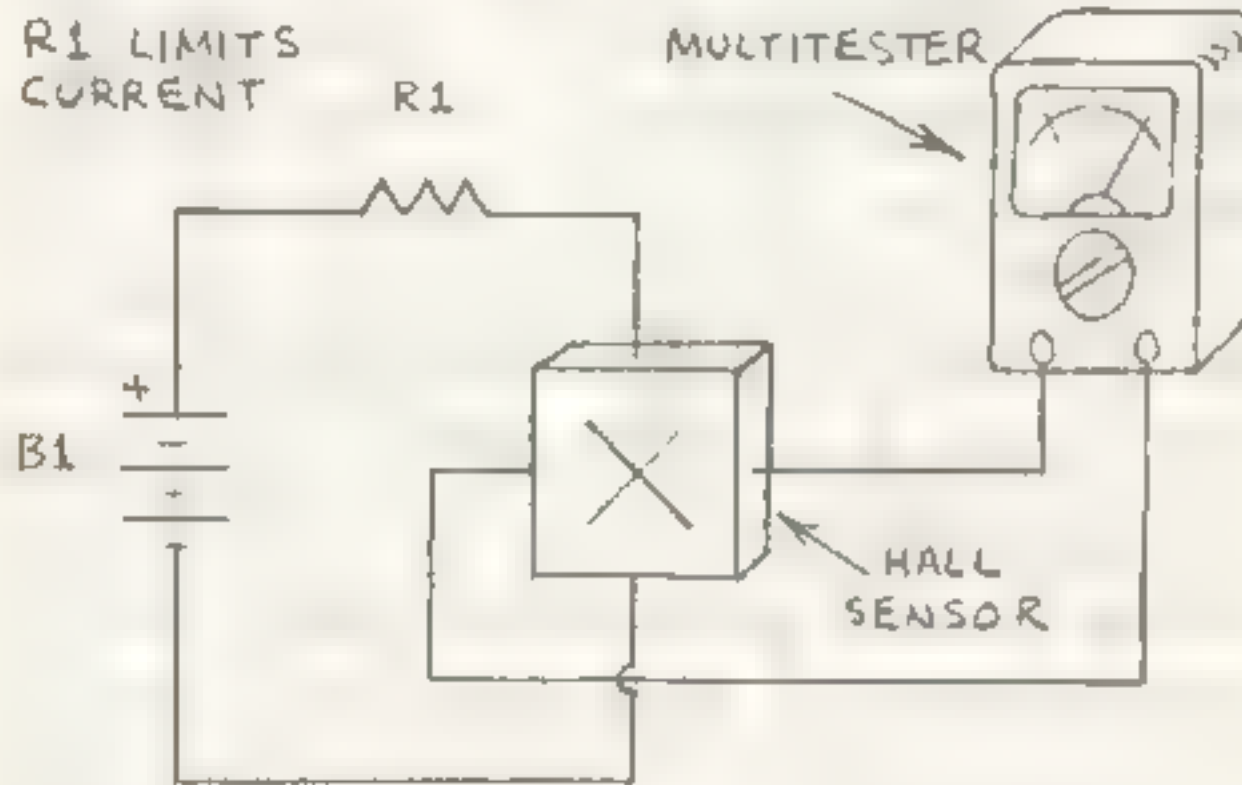 R1 LIMITS
CURRENT
R1
MULTITESTER
+
B1
HALL
SENSOR